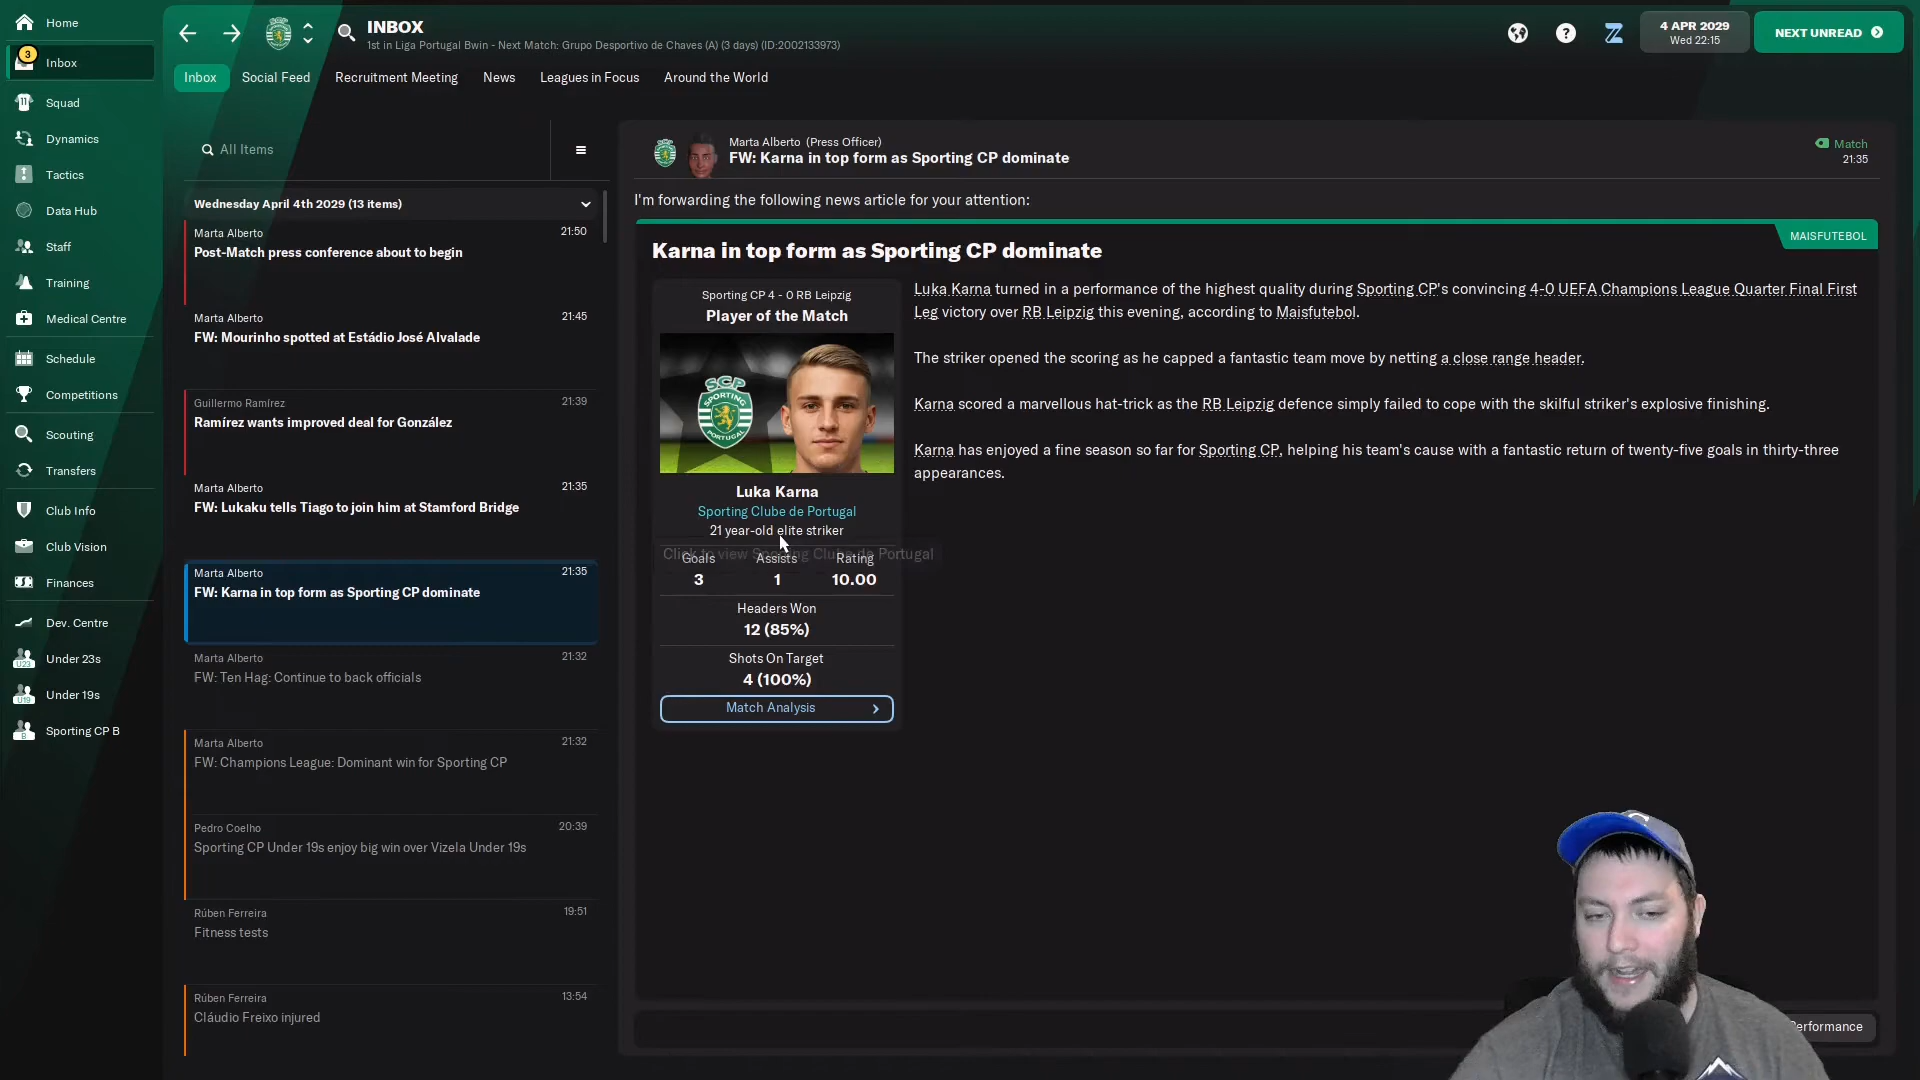 Home
3
Inbox
11
Squad
Dynamics
Tactics
Data Hub
Staff
Training
Medical Centre
Schedule
Competitions
Scouting
Transfers
Club Info
Club Vision
Finances
Dev. Centre
U23
Under 23s
U19
Under 19s
B
Sporting CP B
INBOX
1st in Liga Portugal Bwin - Next Match: Grupo Desportivo de Chaves (A) (3 days) (ID:2002133973)
?
4 APR 2029
Wed 22:15
NEXT UNREAD
Inbox
Social Feed
Recruitment Meeting
News
Leagues in Focus
Around the World
All Items
Wednesday April 4th 2029 (13 items)
Marta Alberto
21:50
Post-Match press conference about to begin
Marta Alberto
21:45
FW: Mourinho spotted at Estádio José Alvalade
Guillermo Ramírez
21:39
Ramírez wants improved deal for González
Marta Alberto
21:35
FW: Lukaku tells Tiago to join him at Stamford Bridge
Marta Alberto
21:35
FW: Karna in top form as Sporting CP dominate
Marta Alberto
21:32
FW: Ten Hag: Continue to back officials
Marta Alberto
21:32
FW: Champions League: Dominant win for Sporting CP
Pedro Coelho
20:39
Sporting CP Under 19s enjoy big win over Vizela Under 19s
Rúben Ferreira
19:51
Fitness tests
Rúben Ferreira
13:54
Cláudio Freixo injured
Marta Alberto (Press Officer)
FW: Karna in top form as Sporting CP dominate
Match
21:35
I'm forwarding the following news article for your attention:
MAISFUTEBOL
Karna in top form as Sporting CP dominate
Sporting CP 4 - 0 RB Leipzig
Player of the Match
SCP
SPORTING
PORTUGAL
Luka Karna
Sporting Clube de Portugal
21 year-old elite striker
Click to view Sporting Clube de Portugal
Goals
Assists
Rating
3
1
10.00
Headers Won
12 (85%)
Shots On Target
4 (100%)
Match Analysis
Luka Karna turned in a performance of the highest quality during Sporting CP's convincing 4-0 UEFA Champions League Quarter Final First
Leg victory over RB Leipzig this evening, according to Maisfutebol.
The striker opened the scoring as he capped a fantastic team move by netting a close range header.
Karna scored a marvellous hat-trick as the RB Leipzig defence simply failed to cope with the skilful striker's explosive finishing.
Karna has enjoyed a fine season so far for Sporting CP, helping his team's cause with a fantastic return of twenty-five goals in thirty-three
appearances.
Performance